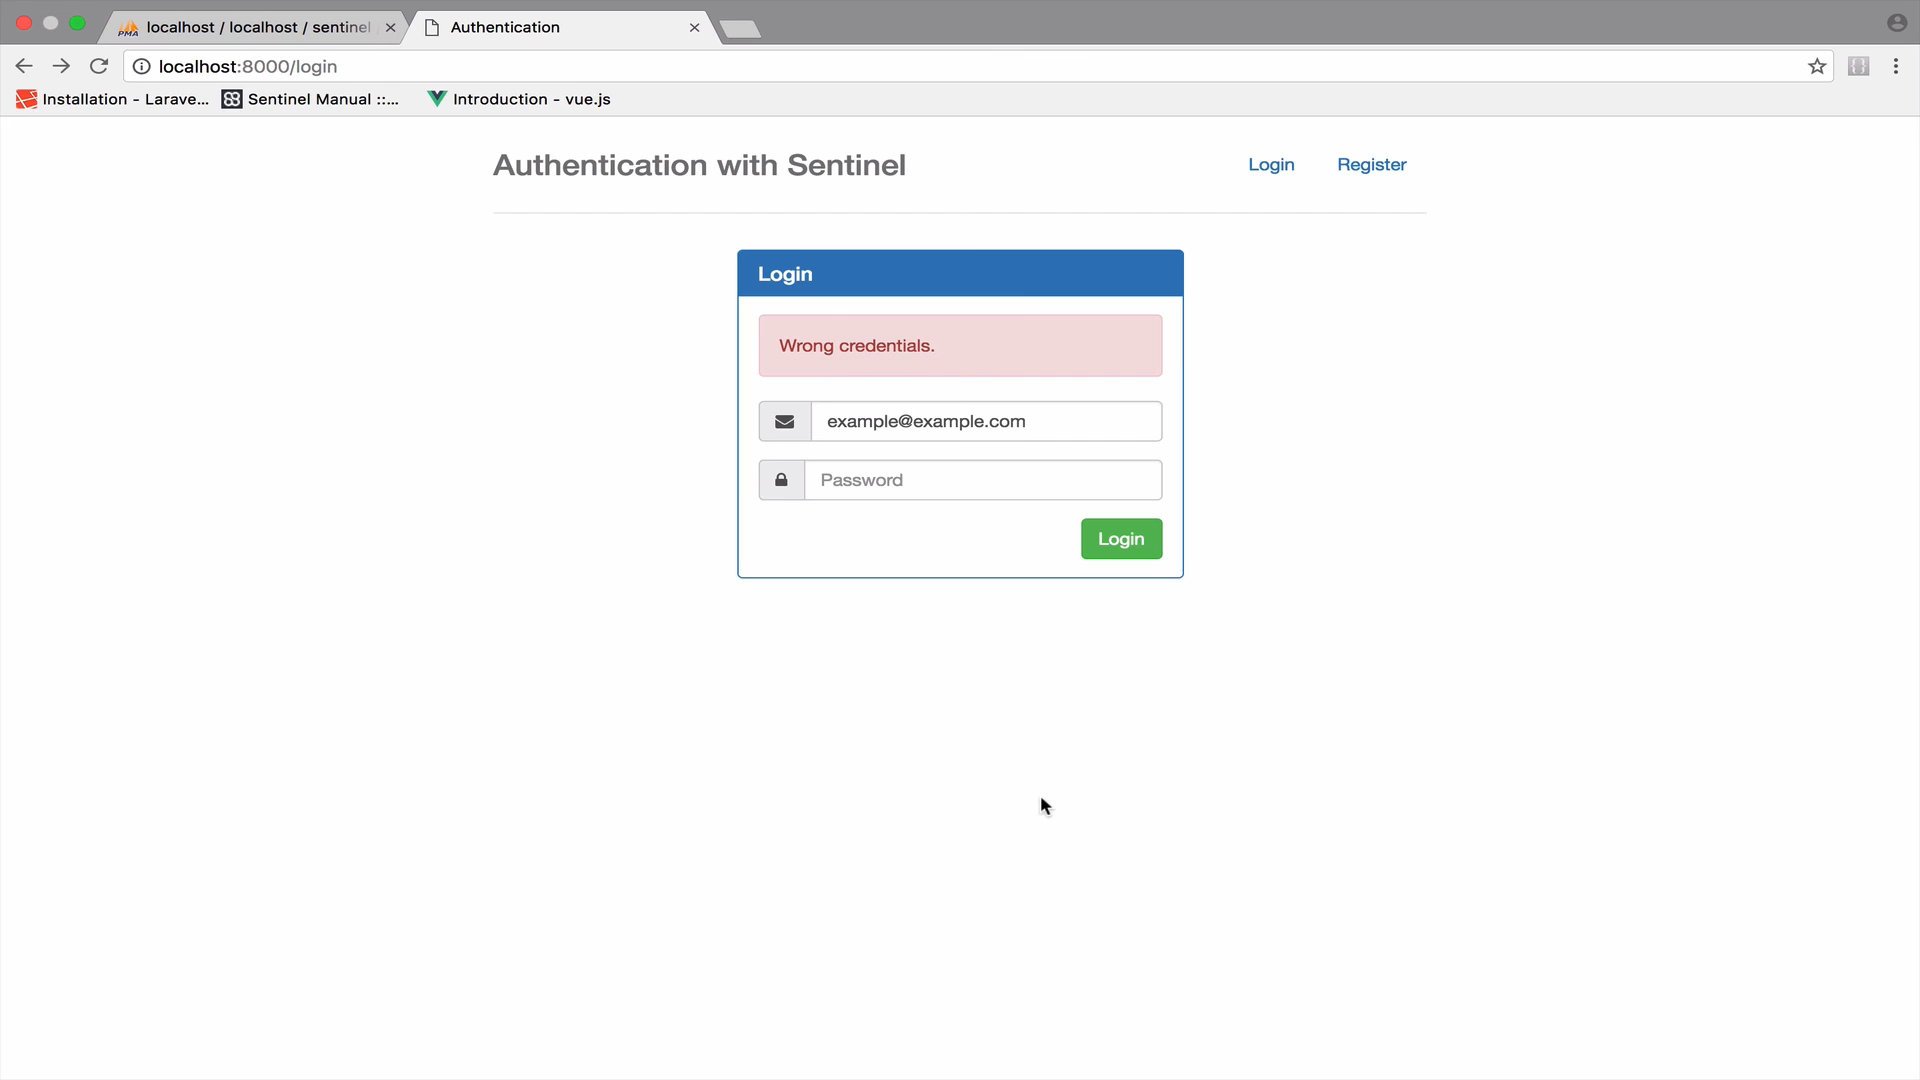 PMA
localhost / localhost / sentinel
Authentication
localhost:8000/login
Installation - Larave...
Sentinel Manual ::...
Introduction - vue.js
Authentication with Sentinel
Login
Register
Login
Wrong credentials.
example@example.com
Password
Login